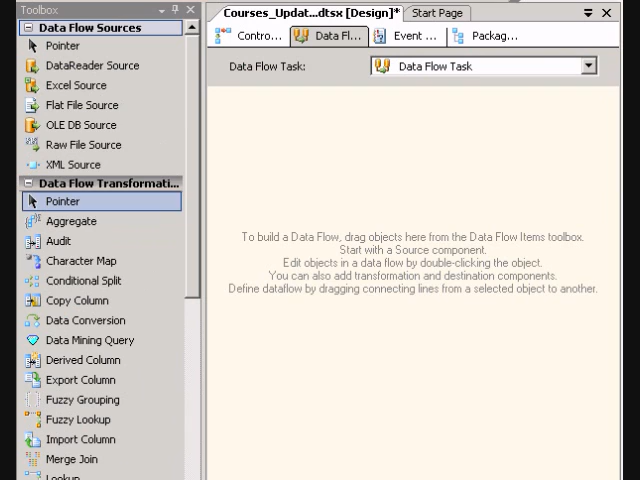 Toolbox
Data Flow Sources
Pointer
DataReader Source
Excel Source
Flat File Source
OLE DB Source
Raw File Source
XML Source
Data Flow Transformati...
Pointer
Aggregate
Audit
Character Map
Conditional Split
Copy Column
Data Conversion
Data Mining Query
Derived Column
Export Column
Fuzzy Grouping
Fuzzy Lookup
Import Column
Merge Join
Lookup
Courses_Updat...dtsx [Design]* Start Page
Contro... Data Fl... Event ... Packag...
Data Flow Task: Data Flow Task
To build a Data Flow, drag objects here from the Data Flow Items toolbox.
Start with a Source component.
Edit objects in a data flow by double-clicking the object.
You can also add transformation and destination components.
Define dataflow by dragging connecting lines from a selected object to another.